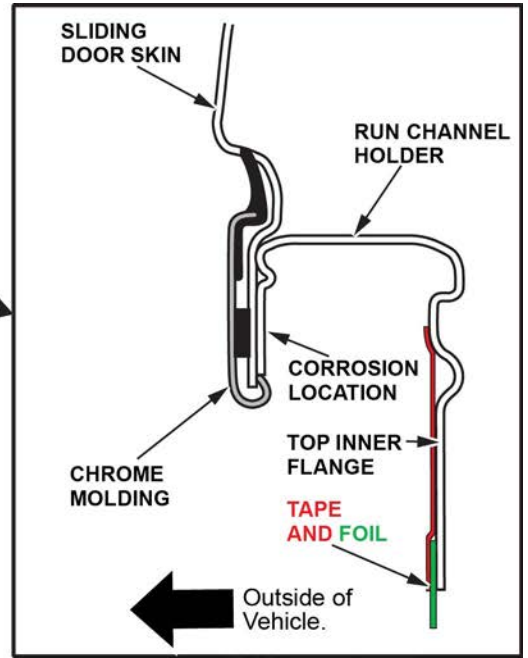 SLIDING
DOOR SKIN
RUN CHANNEL
HOLDER
CORROSION
LOCATION
TOP INNER
FLANGE
CHROME
MOLDING
TAPE
AND FOIL
Outside of
Vehicle.